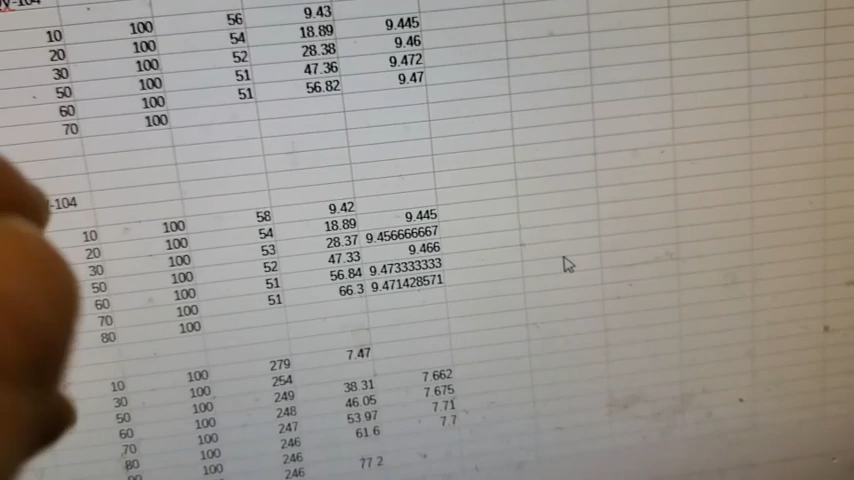 10 100 56 9.43
20 100 54 18.89 9.445
30 100 52 28.38 9.46
50 100 51 47.36 9.472
60 100 51 56.82 9.47
70 100
-104
10 100 58 9.42
20 100 54 18.89 9.445
30 100 53 28.37 9.456666667
50 100 52 47.33 9.466
60 100 51 56.84 9.473333333
70 100 51 66.3 9.471428571
80 100
10 100 279 7.47
30 100 254
50 100 249 38.31 7.662
60 100 248 46.05 7.675
70 100 247 53.97 7.71
80 100 246 61.6 7.7
100 246
246 77.2